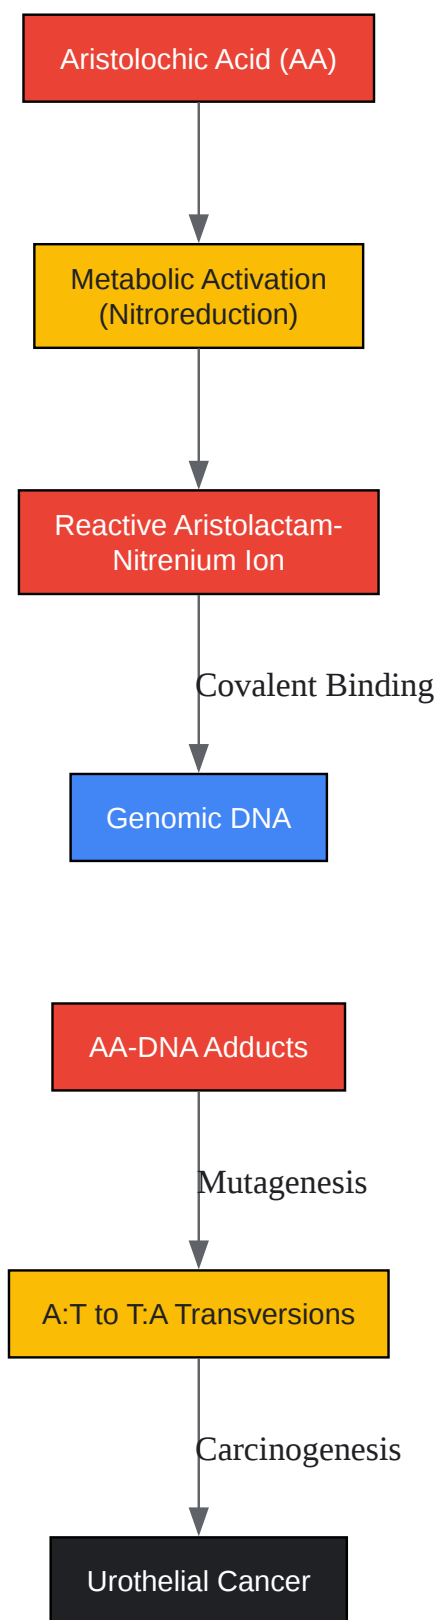 Aristolochic Acid (AA)
Metabolic Activation
(Nitroreduction)
Reactive Aristolactam-
Nitrenium Ion
Covalent Binding
Genomic DNA
AA-DNA Adducts
Mutagenesis
A:T to T:A Transversions
Carcinogenesis
Urothelial Cancer